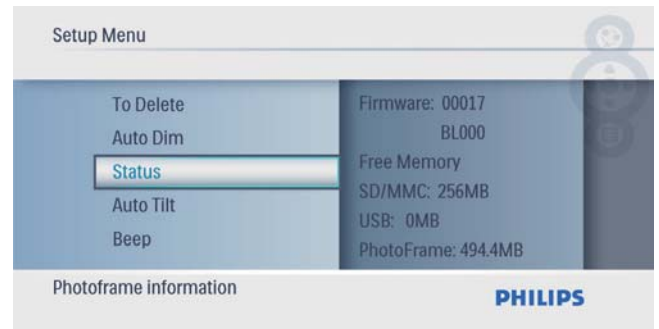 Setup Menu
To Delete
Auto Dim
Status
Auto Tilt
Beep
Firmware: 00017
BL000
Free Memory
SD/MMC: 256MB
USB: 0MB
PhotoFrame: 494.4MB
Photoframe information
PHILIPS